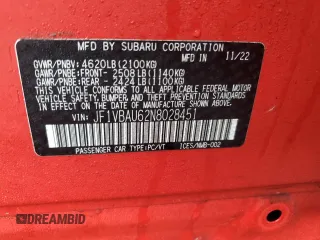 MFD BY SUBARU CORPORATION
GVWR/PNBV: 4620LB(2100KG) 11/22
GAWR/PNBE:FRONT- 2508LB(1140KG)
GAWR/PNBE:REAR - 2424LB(1100KG)
THIS VEHICLE CONFORMS TO ALL APPLICABLE
FEDERAL MOTOR VEHICLE SAFETY, BUMPER, AND
THEFT PREVENTION STANDARDS IN EFFECT ON
THE DATE OF MANUFACTURE SHOWN ABOVE.
VIN: JF1VBAU62N8028451
PASSENGER CAR TYPE:PC/VT ICES/NMB-002
© DREAMBID